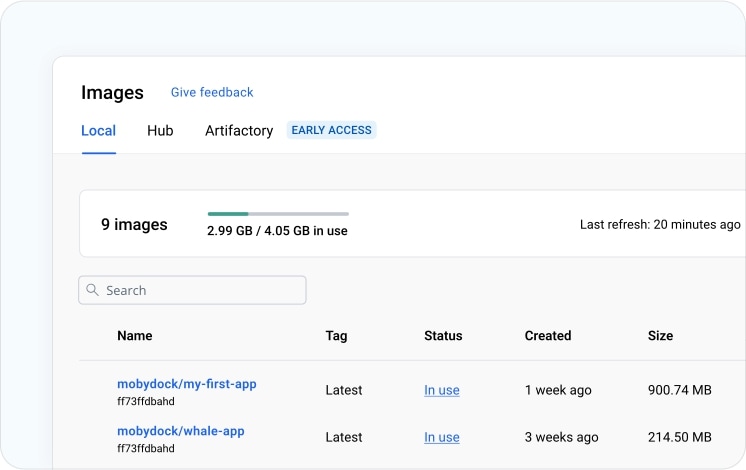 Images Give feedback
Local Hub Artifactory EARLY ACCESS
9 images 2.99 GB / 4.05 GB in use Last refresh: 20 minutes ago
Search
Name Tag Status Created Size
mobydock/my-first-app Latest In use 1 week ago 900.74 MB
ff73ffdbahd
mobydock/whale-app Latest In use 3 weeks ago 214.50 MB
ff73ffdbahd